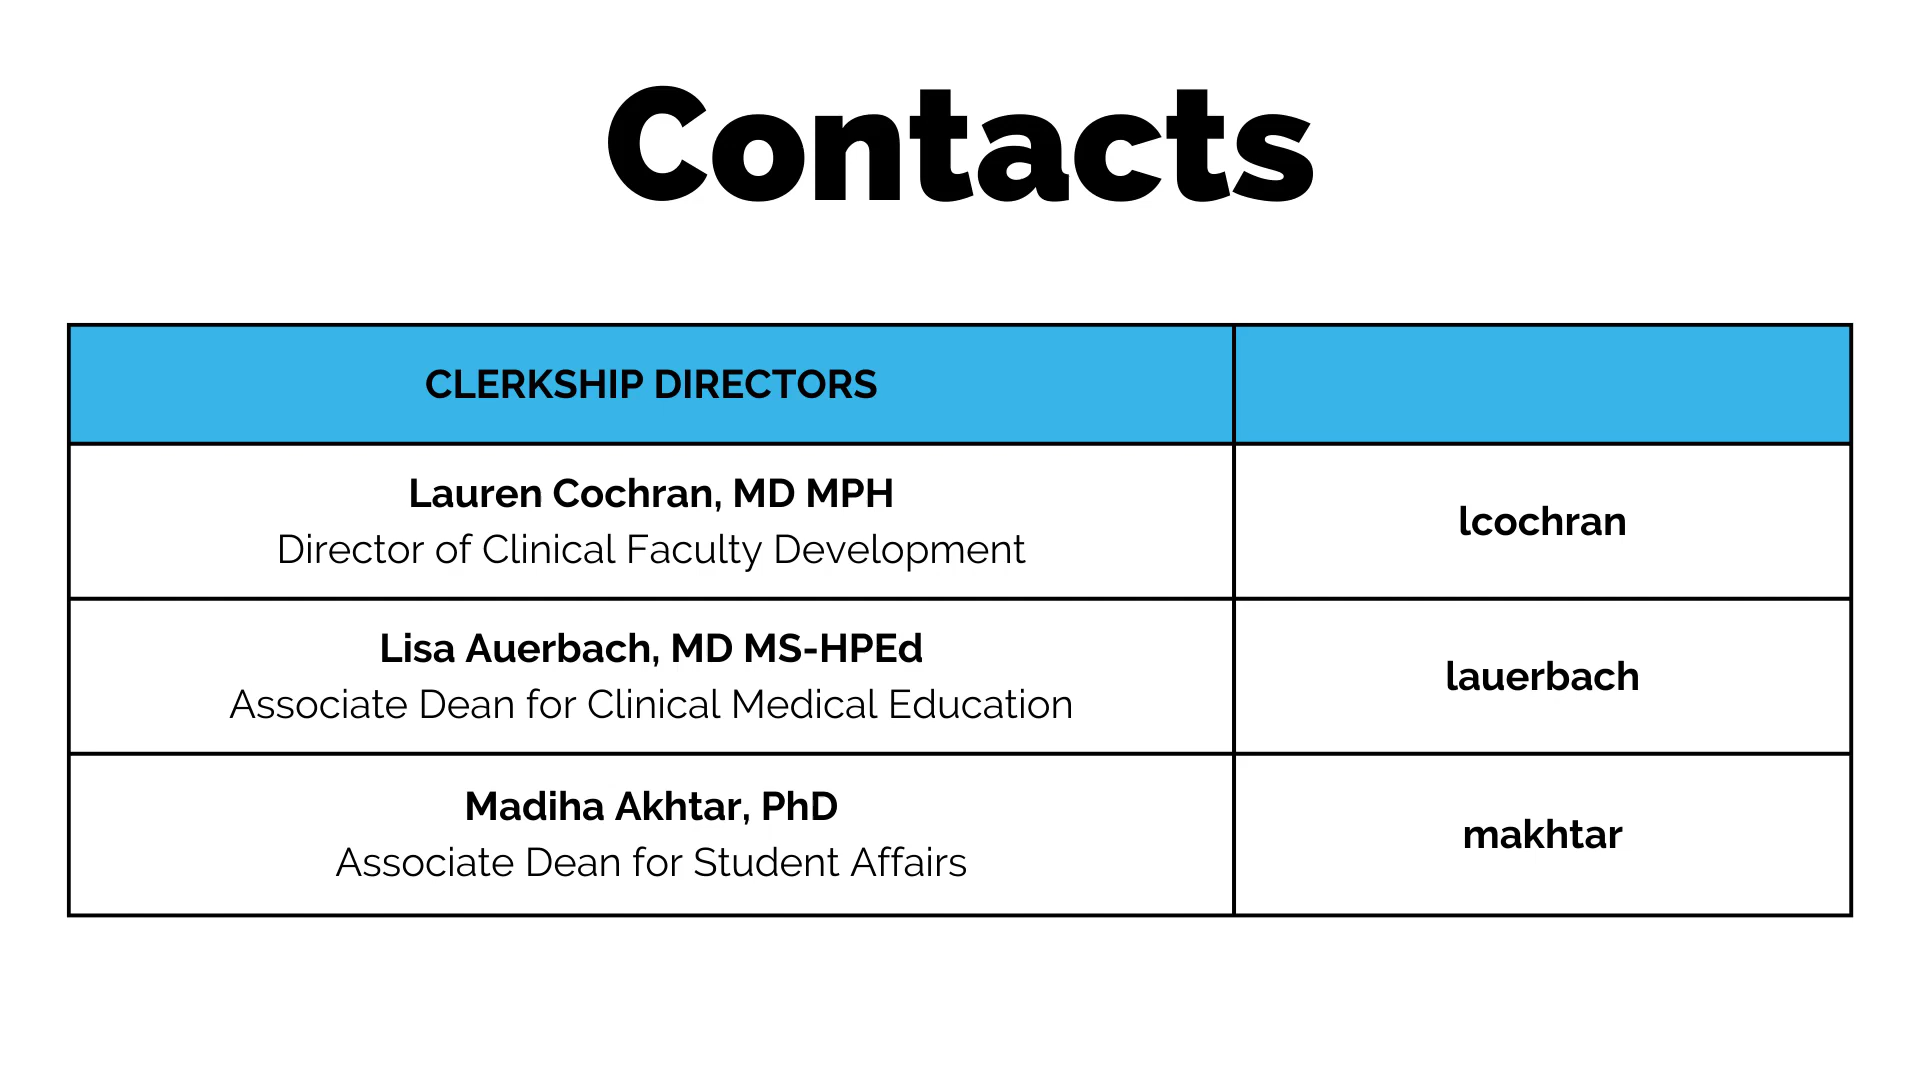 Contacts
CLERKSHIP DIRECTORS
Lauren Cochran, MD MPH
Director of Clinical Faculty Development
lcochran
Lisa Auerbach, MD MS-HPEd
Associate Dean for Clinical Medical Education
lauerbach
Madiha Akhtar, PhD
Associate Dean for Student Affairs
makhtar